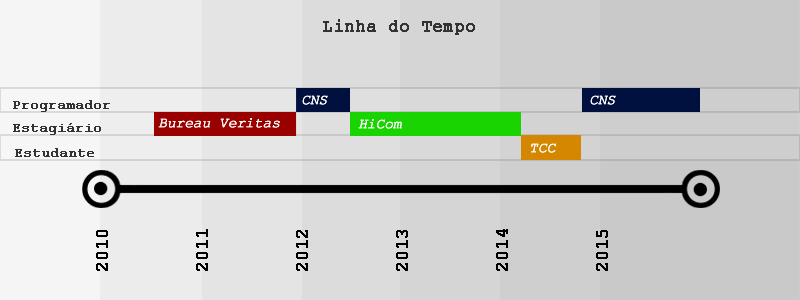 Linha do Tempo
Programador CNS CNS
Estagiário Bureau Veritas HiCom
Estudante TCC
2010 2011 2012 2013 2014 2015